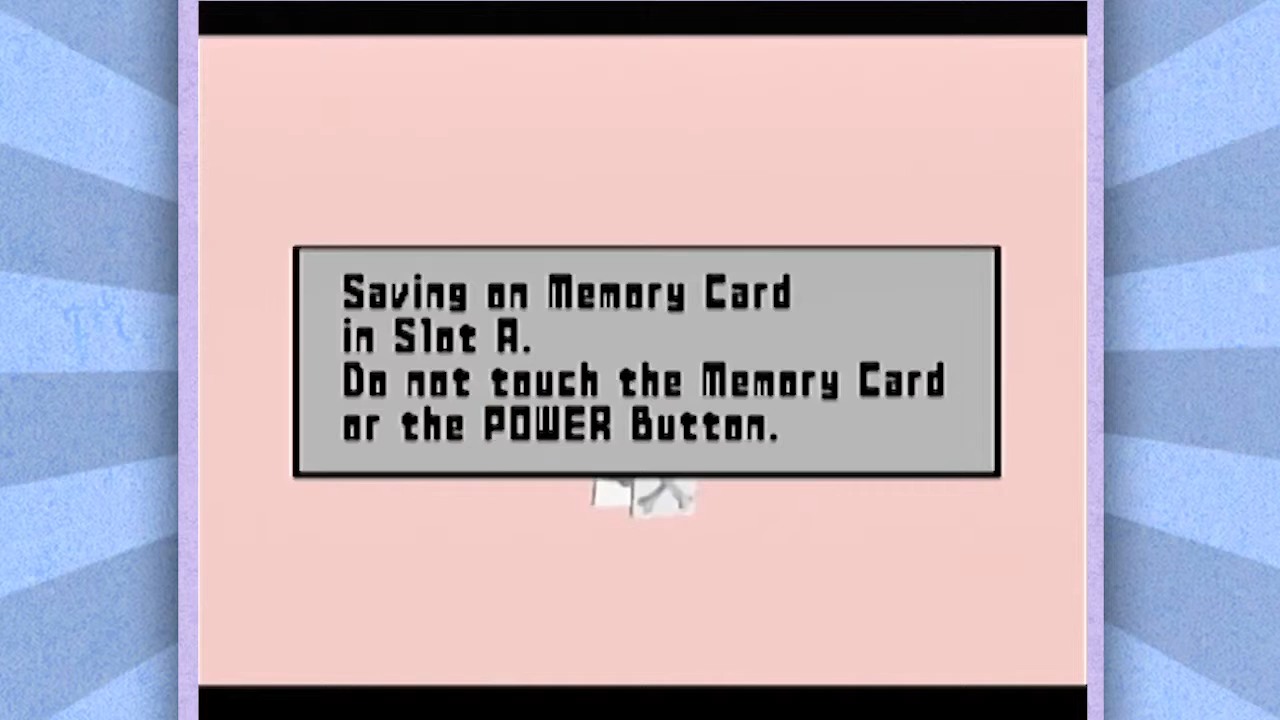 Saving on Memory Card
in Slot A.
Do not touch the Memory Card
or the POWER Button.